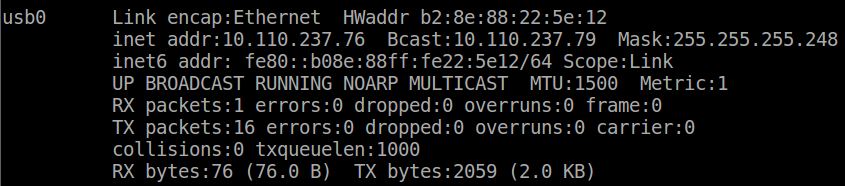 usb0 Link encap:Ethernet HWaddr b2:8e:88:22:5e:12
inet addr:10.110.237.76 Bcast:10.110.237.79 Mask:255.255.255.248
inet6 addr: fe80::b08e:88ff:fe22:5e12/64 Scope:Link
UP BROADCAST RUNNING NOARP MULTICAST MTU:1500 Metric:1
RX packets:1 errors:0 dropped:0 overruns:0 frame:0
TX packets:16 errors:0 dropped:0 overruns:0 carrier:0
collisions:0 txqueuelen:1000
RX bytes:76 (76.0 B) TX bytes:2059 (2.0 KB)